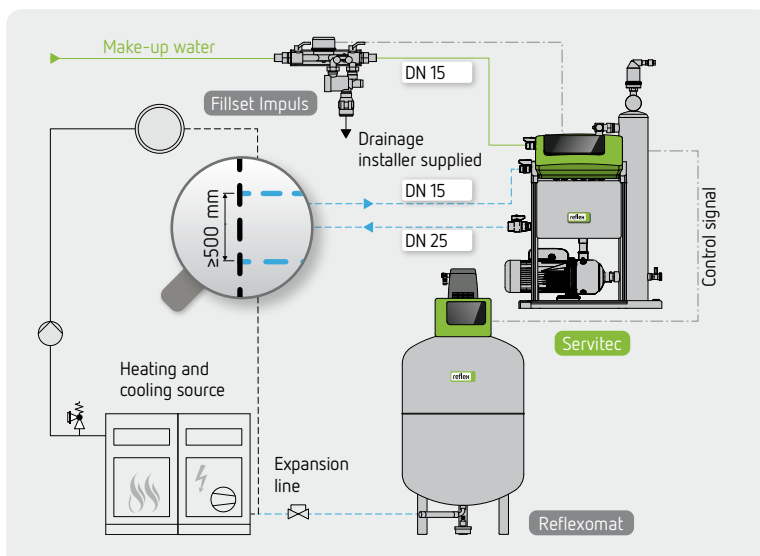 Make-up water
DN 15
Fillset Impuls
Drainage
installer supplied
DN 15
≥500 mm
DN 25
reflex
Control signal
Servitec
Heating and
cooling source
reflex
Expansion
line
Reflexomat